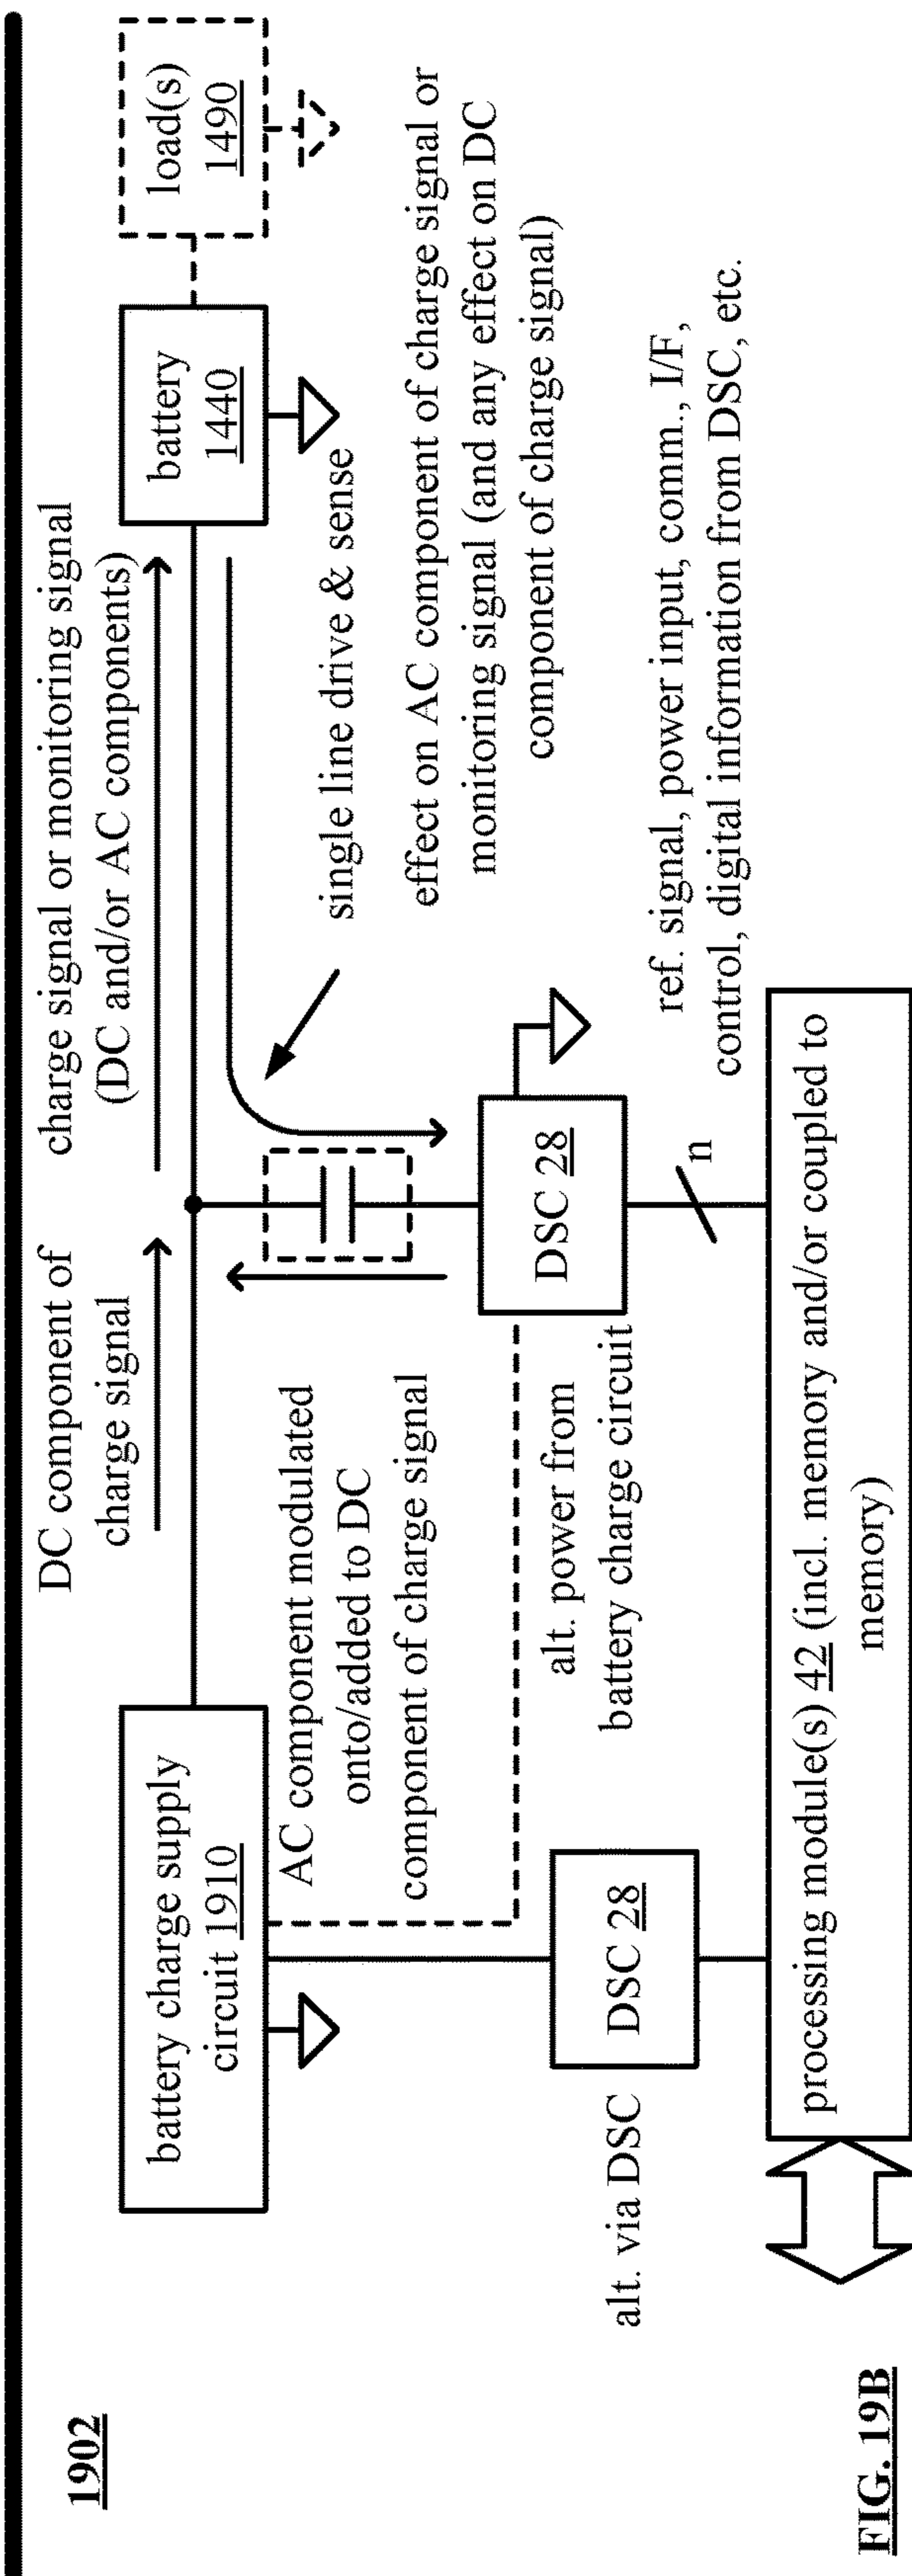 1902
DC component of
charge signal
charge signal or monitoring signal
(DC and/or AC components)
battery charge supply
circuit 1910
battery
1440
load(s)
1490
AC component modulated
onto/added to DC
component of charge signal
single line drive & sense
effect on AC component of charge signal or
monitoring signal (and any effect on DC
component of charge signal)
alt. via DSC
DSC 28
alt. power from
battery charge circuit
DSC 28
n
ref. signal, power input, comm., I/F,
control, digital information from DSC, etc.
processing module(s) 42 (incl. memory and/or coupled to
memory)
FIG. 19B